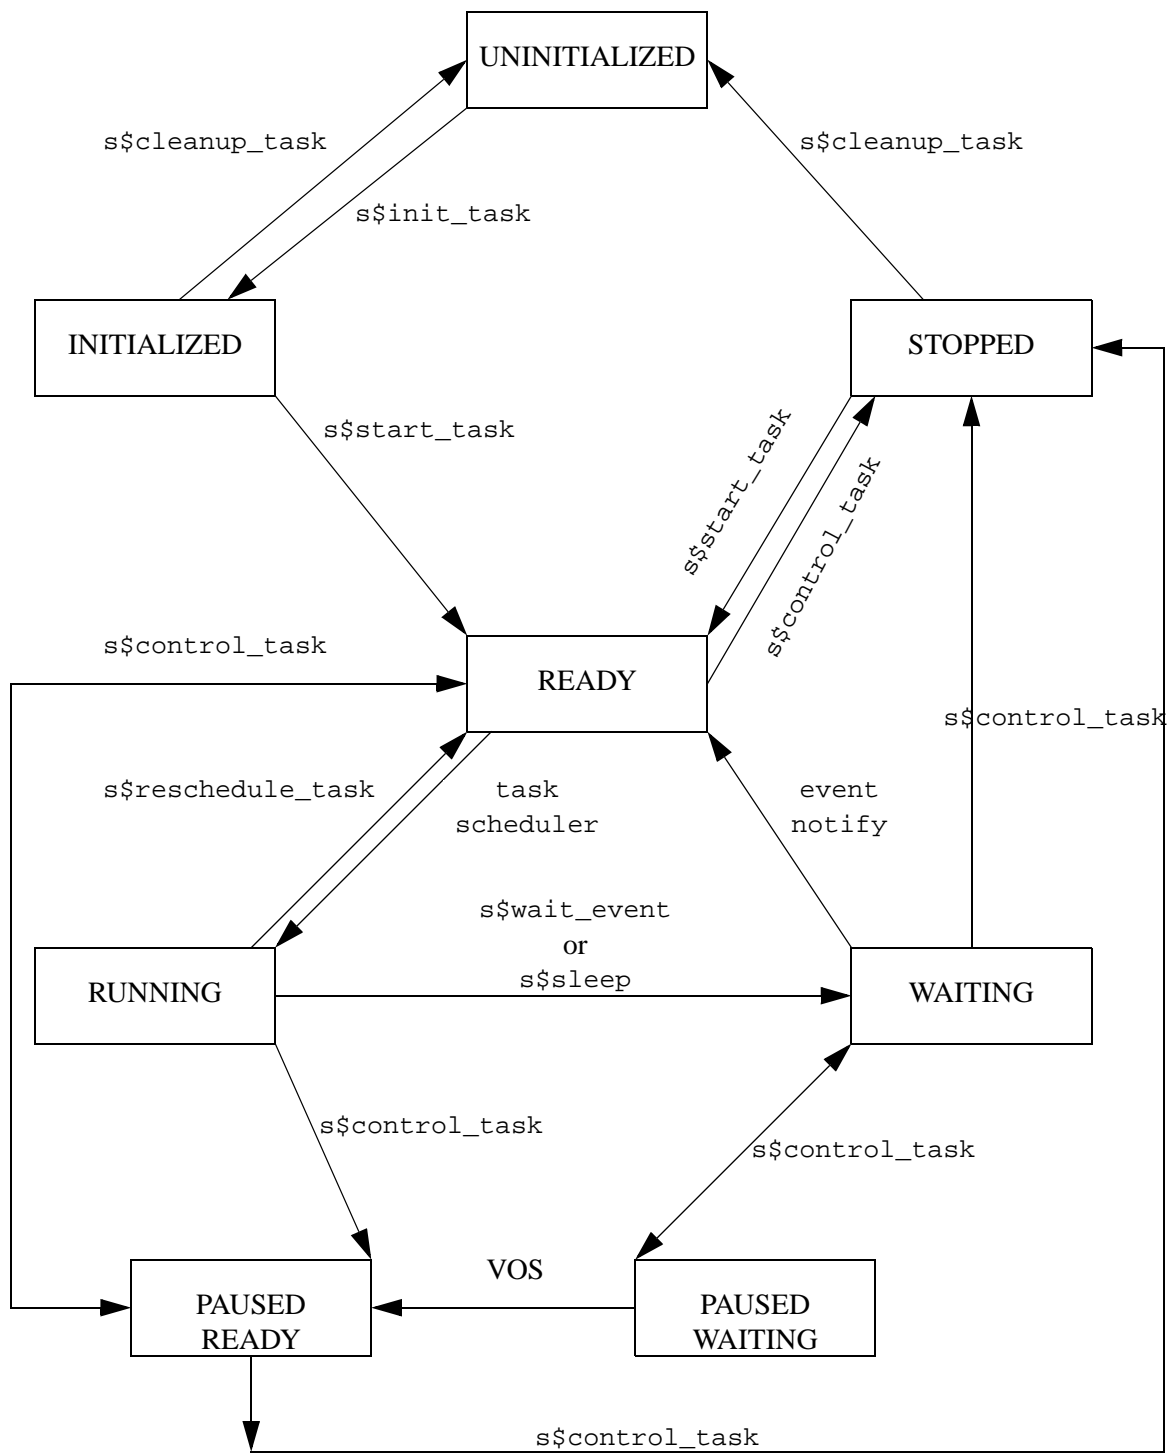 UNINITIALIZED
s$cleanup_task
s$cleanup_task
s$init_task
INITIALIZED
STOPPED
s$start_task
s$start_task
s$control_task
s$control_task
READY
s$control_task
s$reschedule_task
task
scheduler
event
notify
s$wait_event
or
s$sleep
RUNNING
WAITING
s$control_task
s$control_task
VOS
PAUSED
READY
PAUSED
WAITING
s$control_task